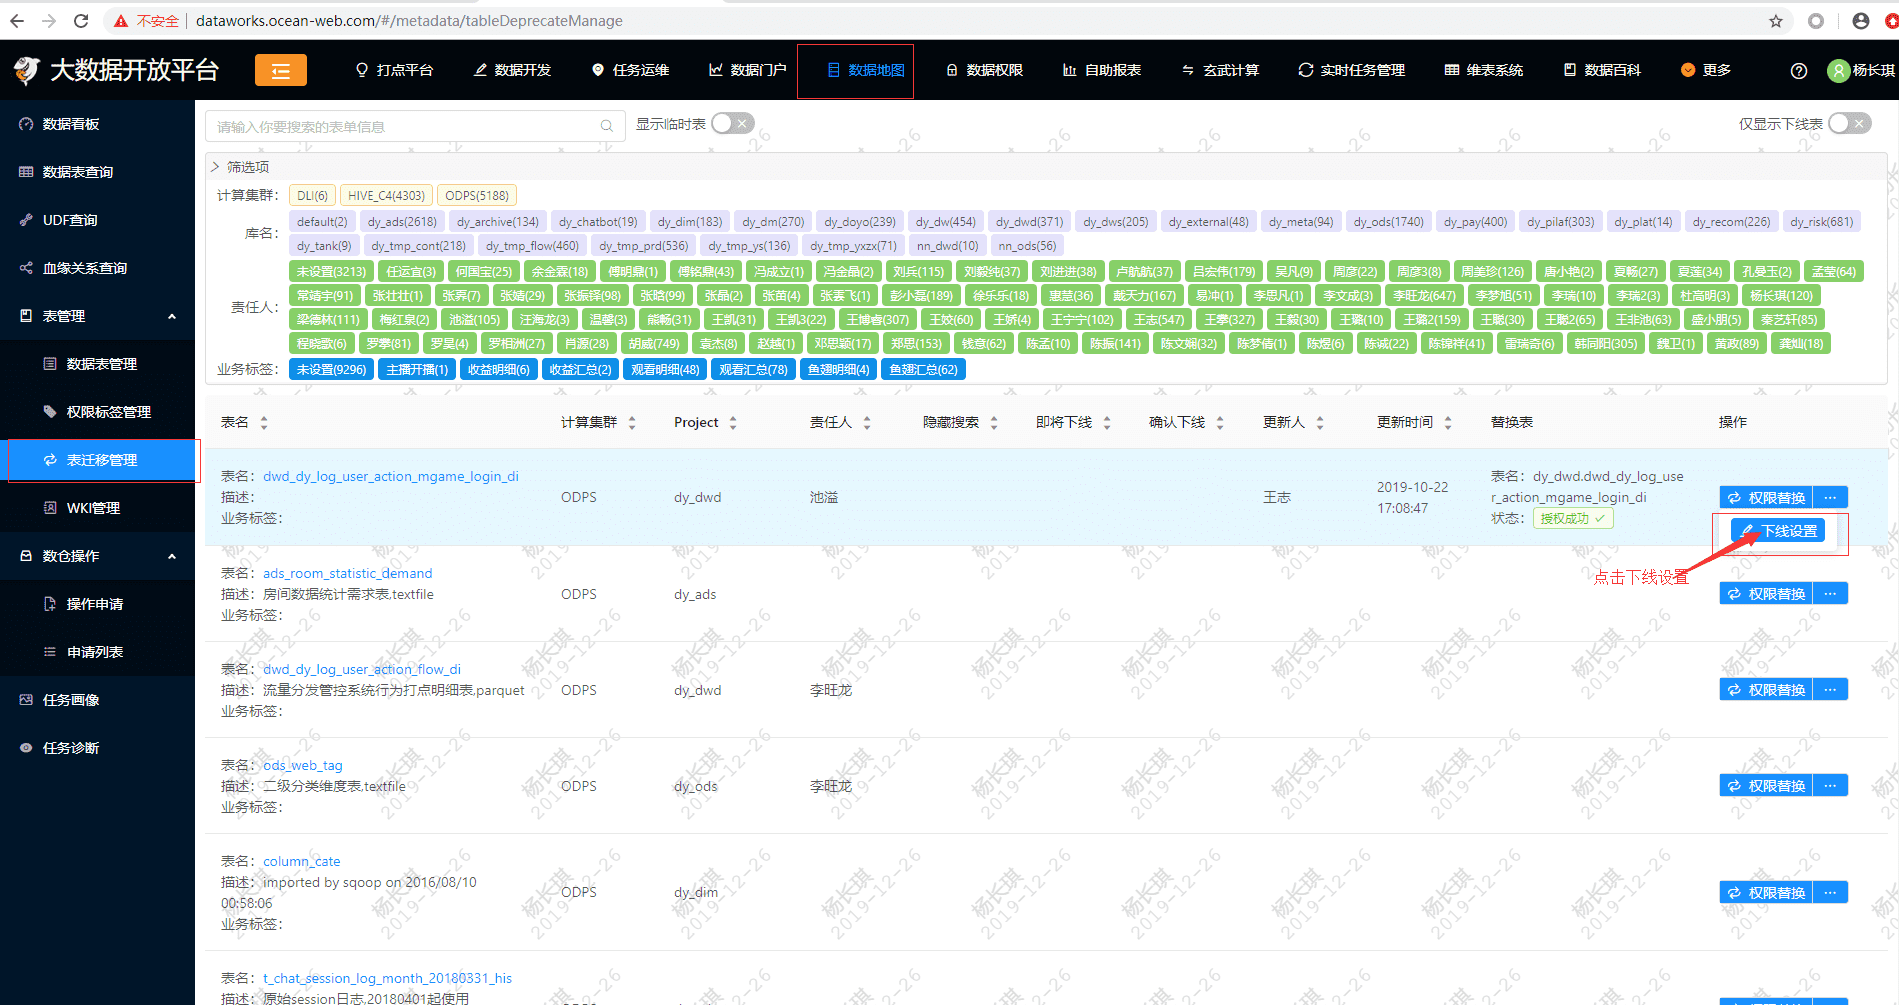 不安全 dataworks.ocean-web.com/#/metadata/tableDeprecateManage
大数据开放平台 打点平台 数据开发 任务运维 数据门户 数据地图 数据权限 自助报表 玄武计算 实时任务管理 维表系统 数据百科 更多 杨长琪
数据看板
数据表查询
UDF查询
血缘关系查询
表管理
数据表管理
权限标签管理
表迁移管理
WKI管理
数仓操作
操作申请
申请列表
任务画像
任务诊断
请输入你要搜索的表单信息 显示临时表 仅显示下线表
筛选项
计算集群: DLI(6) HIVE_C4(4303) ODPS(5188)
库名: default(2) dy_ads(2618) dy_archive(134) dy_chatbot(19) dy_dim(183) dy_dm(270) dy_doyo(239) dy_dw(454) dy_dwd(371) dy_dws(205) dy_external(48) dy_meta(94) dy_ods(1740) dy_pay(400) dy_pilaf(303) dy_plat(14) dy_recom(226) dy_risk(681)
dy_tank(9) dy_tmp_cont(218) dy_tmp_flow(460) dy_tmp_prd(536) dy_tmp_ys(136) dy_tmp_yxzx(71) nn_dwd(10) nn_ods(56)
责任人: 未设置(3213) 任运宜(3) 何国宝(25) 余金霖(18) 傅明鼎(1) 傅铭鼎(43) 冯成立(1) 冯金晶(2) 刘兵(115) 刘毅纯(37) 刘进进(38) 卢航航(37) 吕宏伟(179) 吴凡(9) 周彦(22) 周彦3(8) 周美珍(126) 唐小艳(2) 夏畅(27) 夏莲(34) 孔曼玉(2) 孟莹(64)
常靖宇(91) 张壮壮(1) 张霁(7) 张婧(29) 张振铎(98) 张晗(99) 张晶(2) 张苗(4) 张裴飞(1) 彭小磊(189) 徐乐乐(18) 惠慧(36) 戴天力(167) 易冲(1) 李思凡(1) 李文成(3) 李旺龙(647) 李梦旭(51) 李瑞(10) 李瑞2(3) 杜高明(3) 杨长琪(120)
梁德林(111) 梅红泉(2) 池溢(105) 汪海龙(3) 温馨(3) 熊畅(31) 王凯(31) 王凯3(22) 王博睿(307) 王姣(60) 王娇(4) 王宁宁(102) 王志(547) 王攀(327) 王毅(30) 王璐(10) 王璐2(159) 王聪(30) 王聪2(65) 王非池(63) 盛小朋(5) 秦艺轩(85)
程晓歌(6) 罗攀(81) 罗昊(4) 罗相洲(27) 肖源(28) 胡威(749) 袁杰(8) 赵越(1) 邓思颖(17) 郑思(153) 钱意(62) 陈孟(10) 陈振(141) 陈文娴(32) 陈梦倩(1) 陈煜(6) 陈诚(22) 陈锦祥(41) 雷瑞奇(6) 韩同阳(305) 魏卫(1) 黄政(89) 龚灿(18)
业务标签: 未设置(9296) 主播开播(1) 收益明细(6) 收益汇总(2) 观看明细(48) 观看汇总(78) 鱼翅明细(4) 鱼翅汇总(62)
表名 计算集群 Project 责任人 隐藏搜索 即将下线 确认下线 更新人 更新时间 替换表 操作
表名: dwd_dy_log_user_action_mgame_login_di
描述:
业务标签:
ODPS dy_dwd 池溢 王志
2019-10-22
17:08:47
表名: dy_dwd.dwd_dy_log_use
r_action_mgame_login_di
状态: 授权成功
权限替换 ···
下线设置
点击下线设置
表名: ads_room_statistic_demand
描述: 房间数据统计需求表,textfile
业务标签:
ODPS dy_ads 权限替换 ···
表名: dwd_dy_log_user_action_flow_di
描述: 流量分发管控系统行为打点明细表,parquet
业务标签:
ODPS dy_dwd 李旺龙 权限替换 ···
表名: ods_web_tag
描述: 二级分类维度表,textfile
业务标签:
ODPS dy_ods 李旺龙 权限替换 ···
表名: column_cate
描述: imported by sqoop on 2016/08/10
00:58:06
业务标签:
ODPS dy_dim 权限替换 ···
表名: t_chat_session_log_month_20180331_his
描述: 原始session日志,20180401起使用
杨长琪
2019-12-26